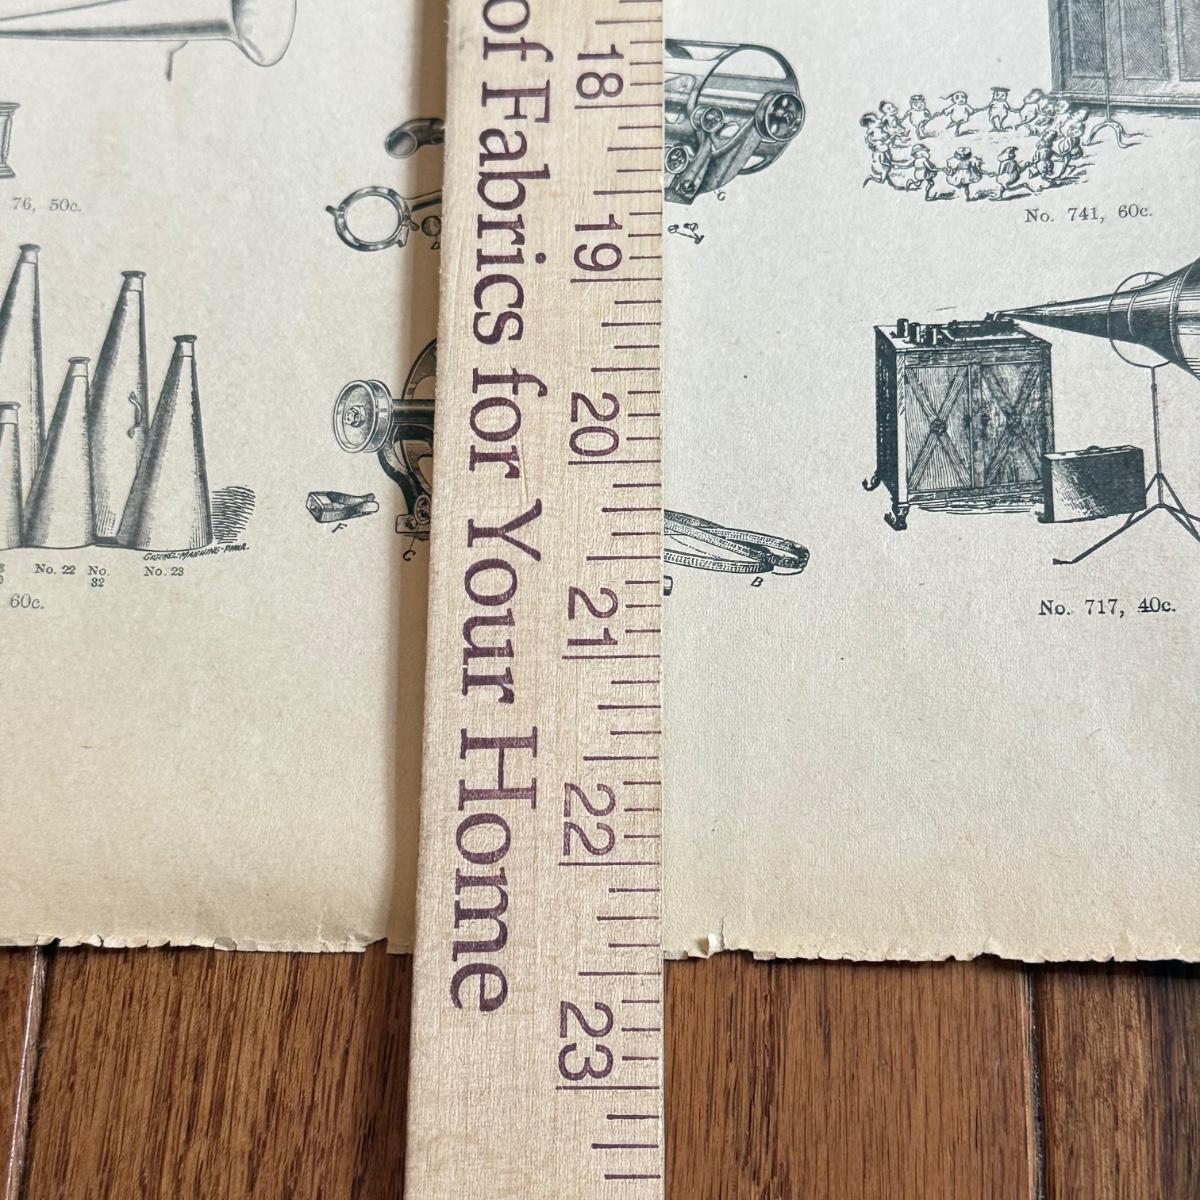 of Fabrics for Your Home
18
19
20
21
22
23
76, 50c.
No. 22
No.
32
No. 23
60c.
F
C
G
B
No. 741, 60c.
No. 717, 40c.